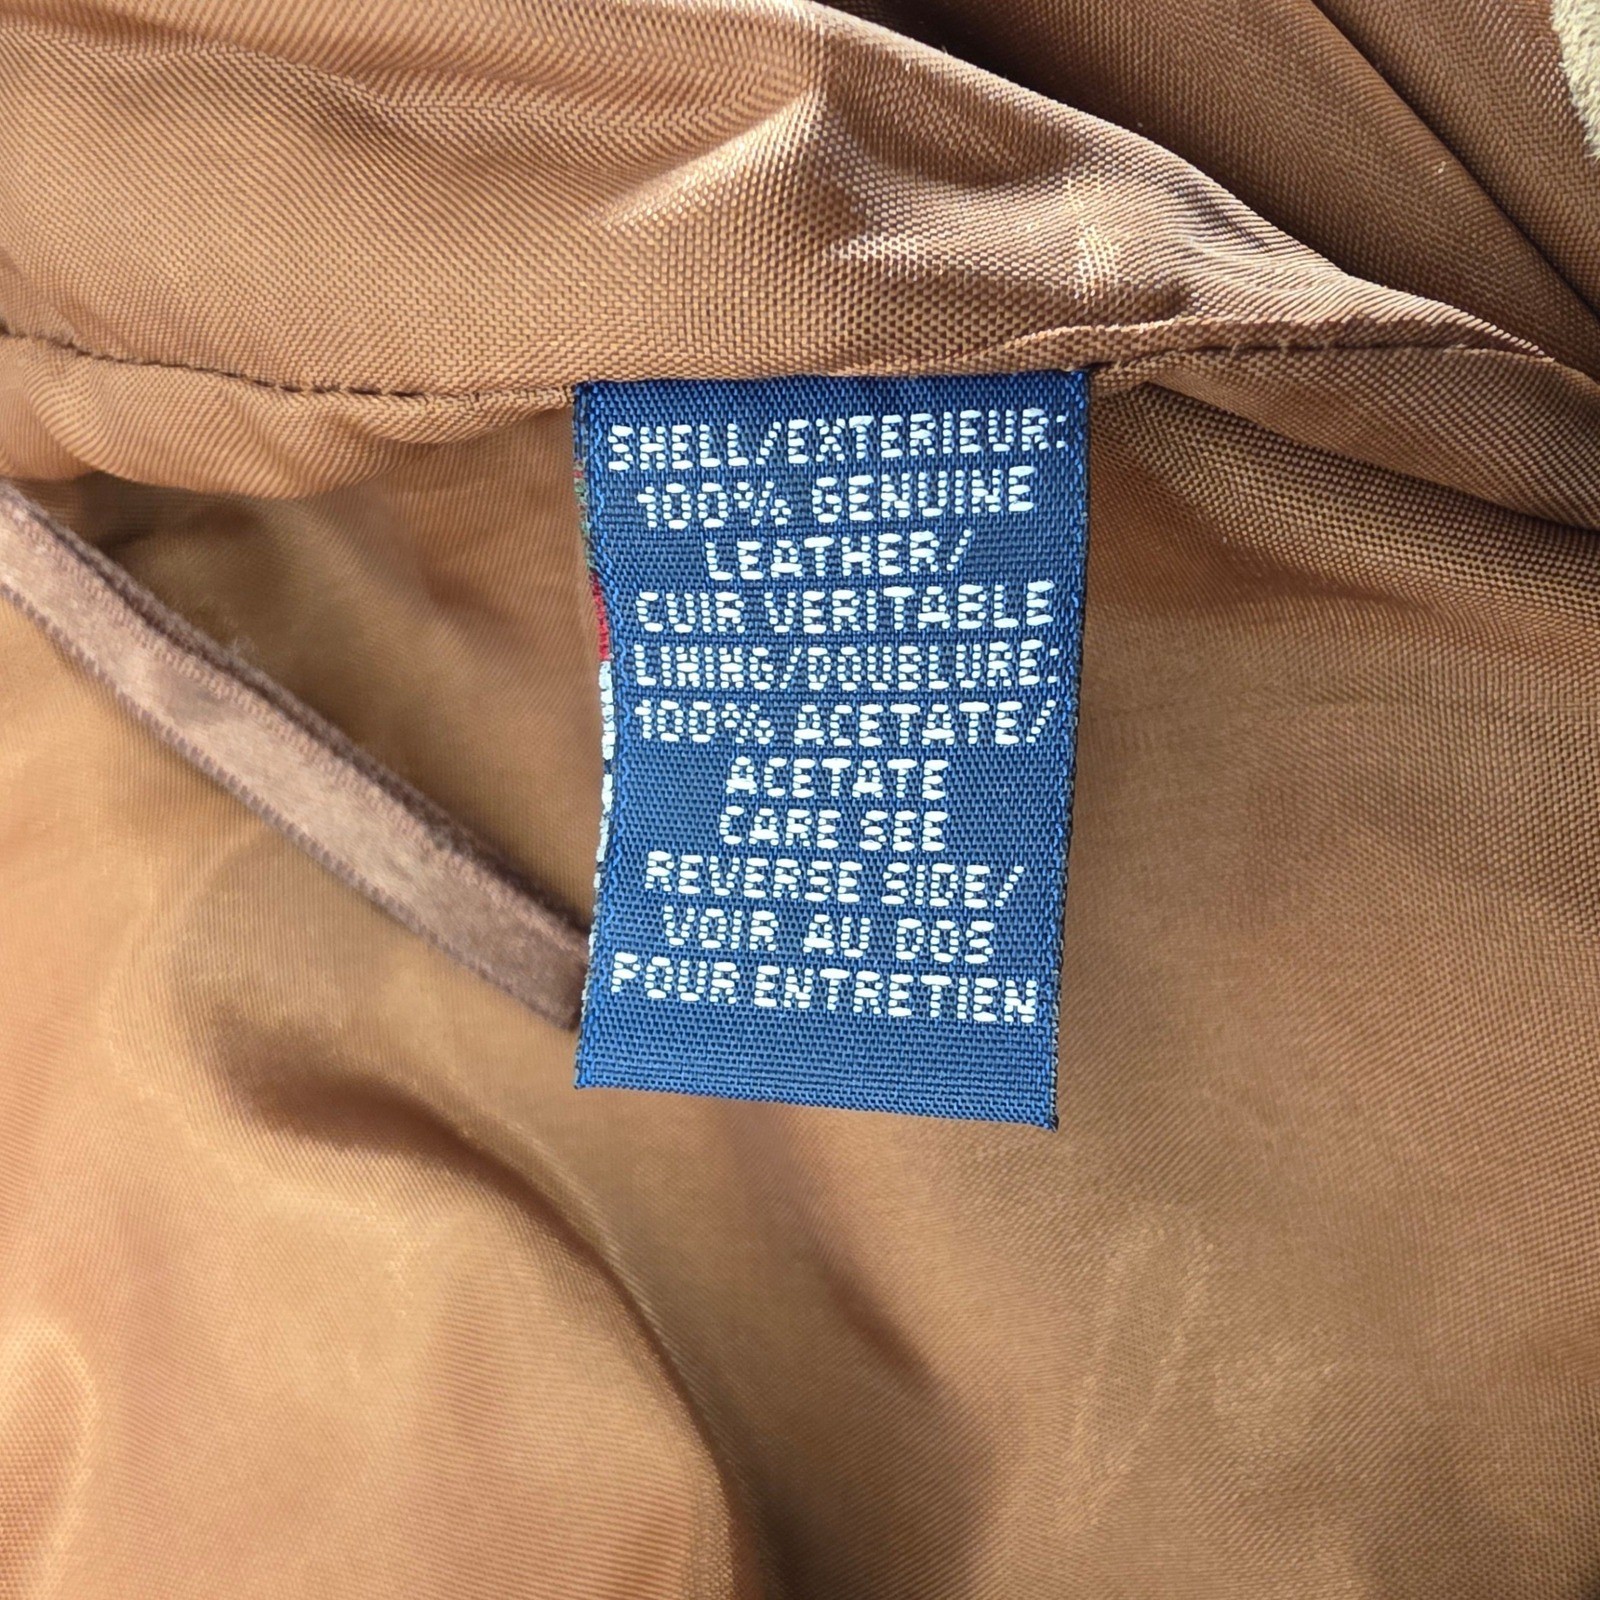 SHELL/EXTERIEUR:
100% GENUINE
LEATHER/
CUIR VERITABLE
LINING/DOUBLURE:
100% ACETATE/
ACETATE
CARE SEE
REVERSE SIDE/
VOIR AU DOS
POUR ENTRETIEN